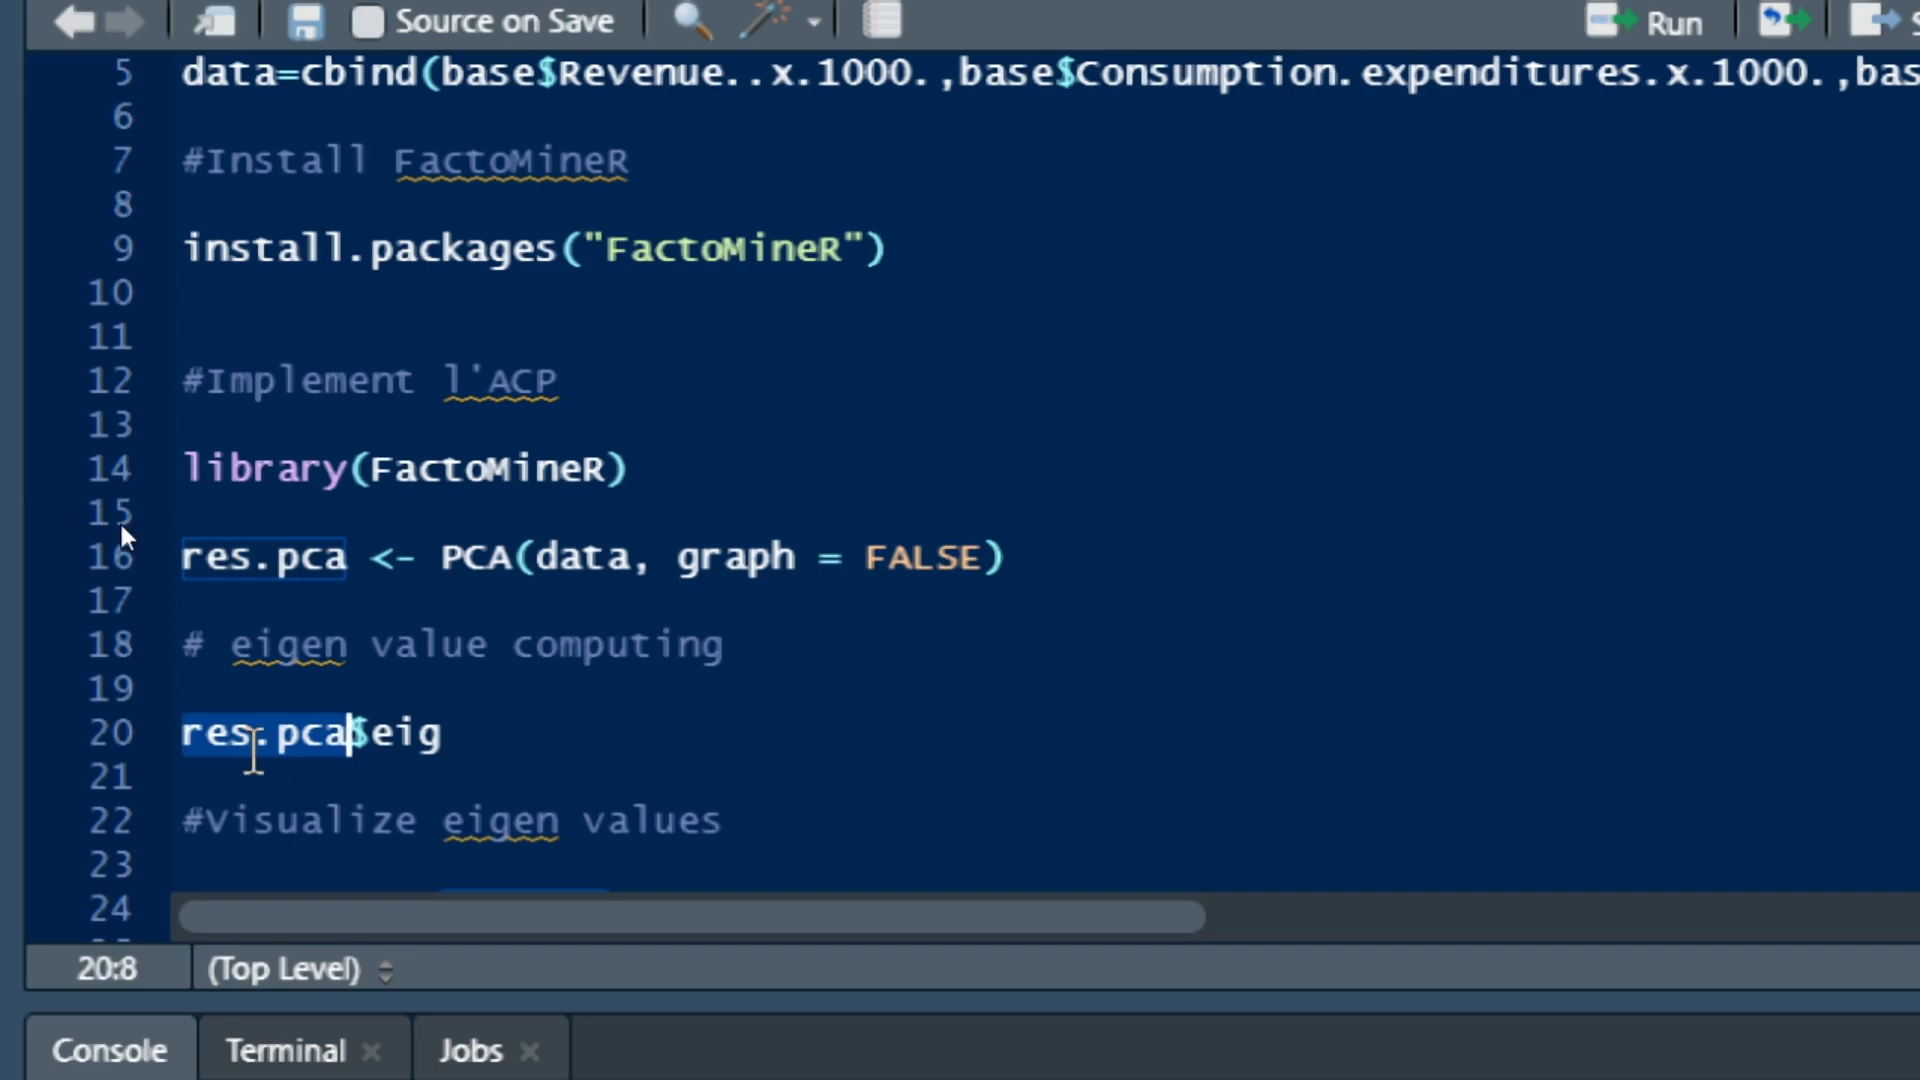 Source on Save Run
5 data=cbind(base$Revenue..x.1000.,base$Consumption.expenditures.x.1000.,bas
6
7 #Install FactoMineR
8
9 install.packages("FactoMineR")
10
11
12 #Implement l'ACP
13
14 library(FactoMineR)
15
16 res.pca <- PCA(data, graph = FALSE)
17
18 # eigen value computing
19
20 res.pca$eig
21
22 #Visualize eigen values
23
24
20:8 (Top Level)
Console Terminal Jobs